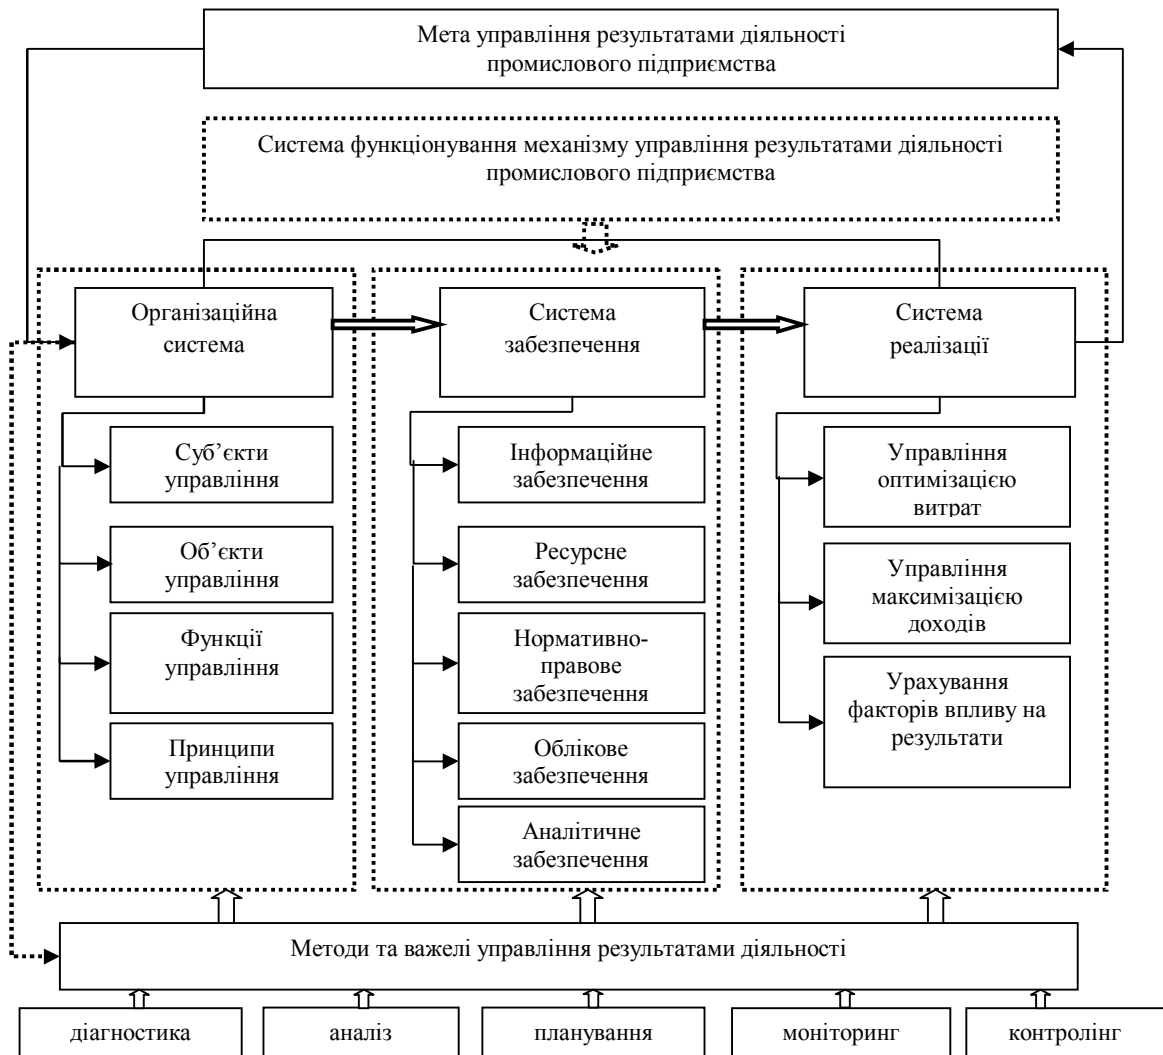 Мета управління результатами діяльності
промислового підприємства
Система функціонування механізму управління результатами діяльності
промислового підприємства
Організаційна
система
Система
забезпечення
Система
реалізації
Суб’єкти
управління
Об’єкти
управління
Функції
управління
Принципи
управління
Інформаційне
забезпечення
Ресурсне
забезпечення
Нормативно-
правове
забезпечення
Облікове
забезпечення
Аналітичне
забезпечення
Управління
оптимізацією
витрат
Управління
максимізацією
доходів
Урахування
факторів впливу на
результати
Методи та важелі управління результатами діяльності
діагностика
аналіз
планування
моніторинг
контролінг